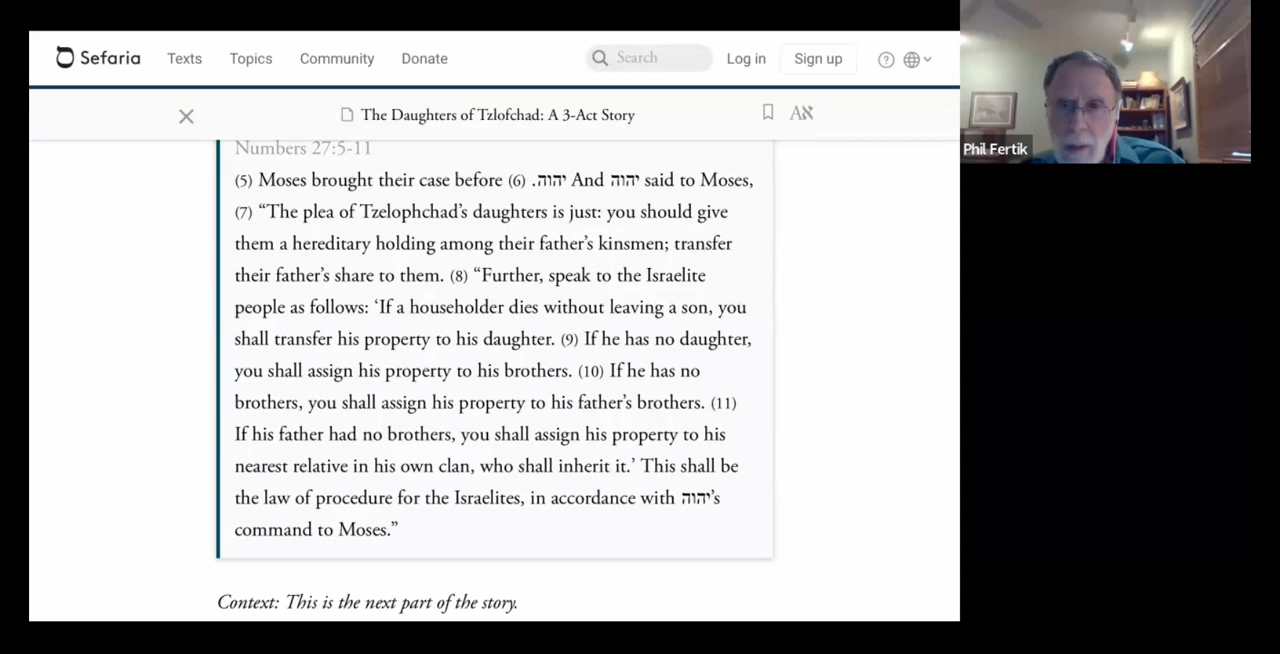 Sefaria Texts Topics Community Donate Search Log in Sign up
The Daughters of Tzlofchad: A 3-Act Story Aא
Phil Fertik
Numbers 27:5-11
(5) Moses brought their case before יהוה. (6) And יהוה said to Moses,
(7) “The plea of Tzelophchad’s daughters is just: you should give
them a hereditary holding among their father’s kinsmen; transfer
their father’s share to them. (8) “Further, speak to the Israelite
people as follows: ‘If a householder dies without leaving a son, you
shall transfer his property to his daughter. (9) If he has no daughter,
you shall assign his property to his brothers. (10) If he has no
brothers, you shall assign his property to his father’s brothers. (11)
If his father had no brothers, you shall assign his property to his
nearest relative in his own clan, who shall inherit it.’ This shall be
the law of procedure for the Israelites, in accordance with יהוה’s
command to Moses.”
Context: This is the next part of the story.